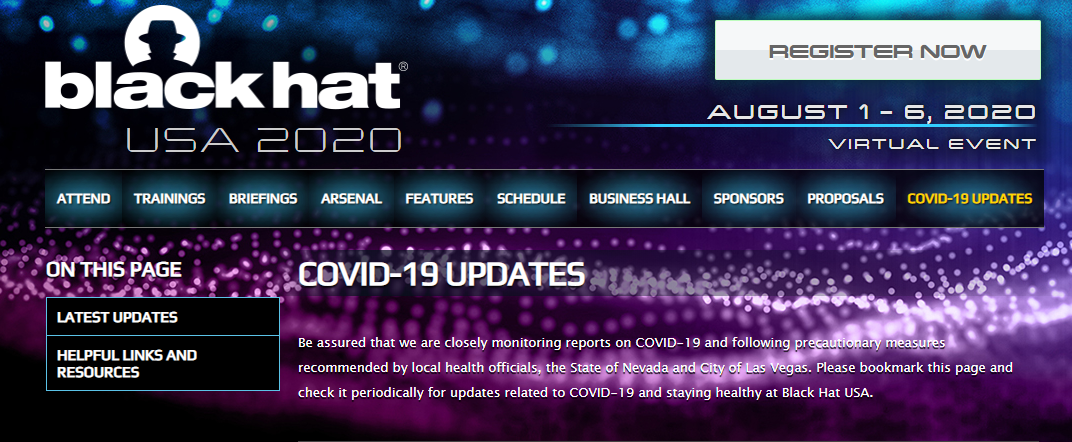 black hat®
USA 2020
REGISTER NOW
AUGUST 1 - 6, 2020
VIRTUAL EVENT
ATTEND TRAININGS BRIEFINGS ARSENAL FEATURES SCHEDULE BUSINESS HALL SPONSORS PROPOSALS COVID-19 UPDATES
ON THIS PAGE
LATEST UPDATES
HELPFUL LINKS AND
RESOURCES
COVID-19 UPDATES
Be assured that we are closely monitoring reports on COVID-19 and following precautionary measures
recommended by local health officials, the State of Nevada and City of Las Vegas. Please bookmark this page and
check it periodically for updates related to COVID-19 and staying healthy at Black Hat USA.